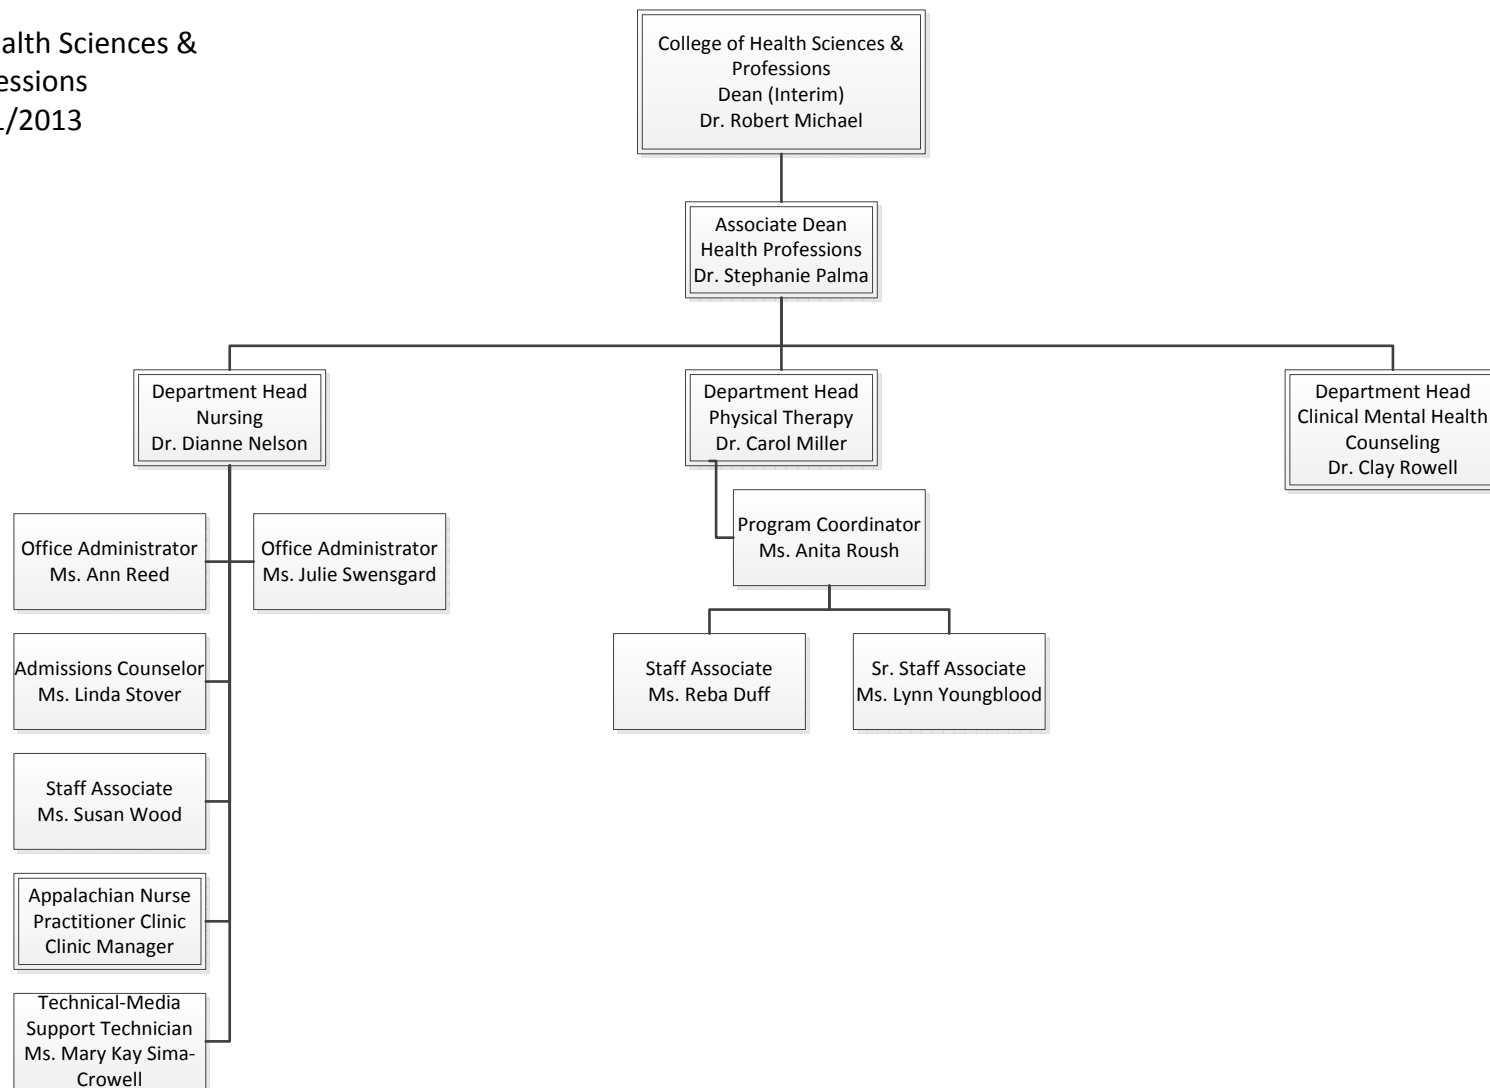 alth Sciences &
essions
/2013
College of Health Sciences &
Professions
Dean (Interim)
Dr. Robert Michael
Associate Dean
Health Professions
Dr. Stephanie Palma
Department Head
Nursing
Dr. Dianne Nelson
Department Head
Physical Therapy
Dr. Carol Miller
Department Head
Clinical Mental Health
Counseling
Dr. Clay Rowell
Office Administrator
Ms. Ann Reed
Office Administrator
Ms. Julie Swensgard
Program Coordinator
Ms. Anita Roush
Admissions Counselor
Ms. Linda Stover
Staff Associate
Ms. Reba Duff
Sr. Staff Associate
Ms. Lynn Youngblood
Staff Associate
Ms. Susan Wood
Appalachian Nurse
Practitioner Clinic
Clinic Manager
Technical-Media
Support Technician
Ms. Mary Kay Sima-
Crowell